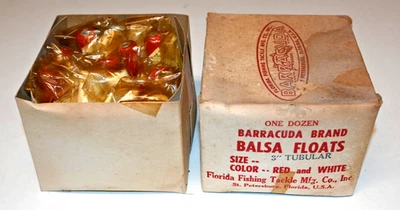 BARRACUDA
ONE DOZEN
BARRACUDA BRAND
BALSA FLOATS
3" TUBULAR
SIZE --
COLOR -- RED and WHITE
Florida Fishing Tackle Mfg. Co., Inc
St. Petersburg, Florida, U.S.A.